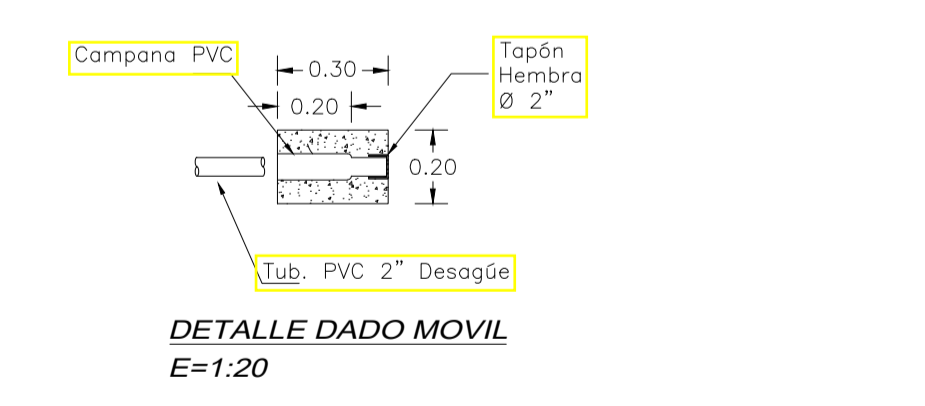 Campana PVC
0.30
0.20
Tapón
Hembra
Ø 2"
0.20
Tub. PVC 2" Desagúe
DETALLE DADO MOVIL
E=1:20